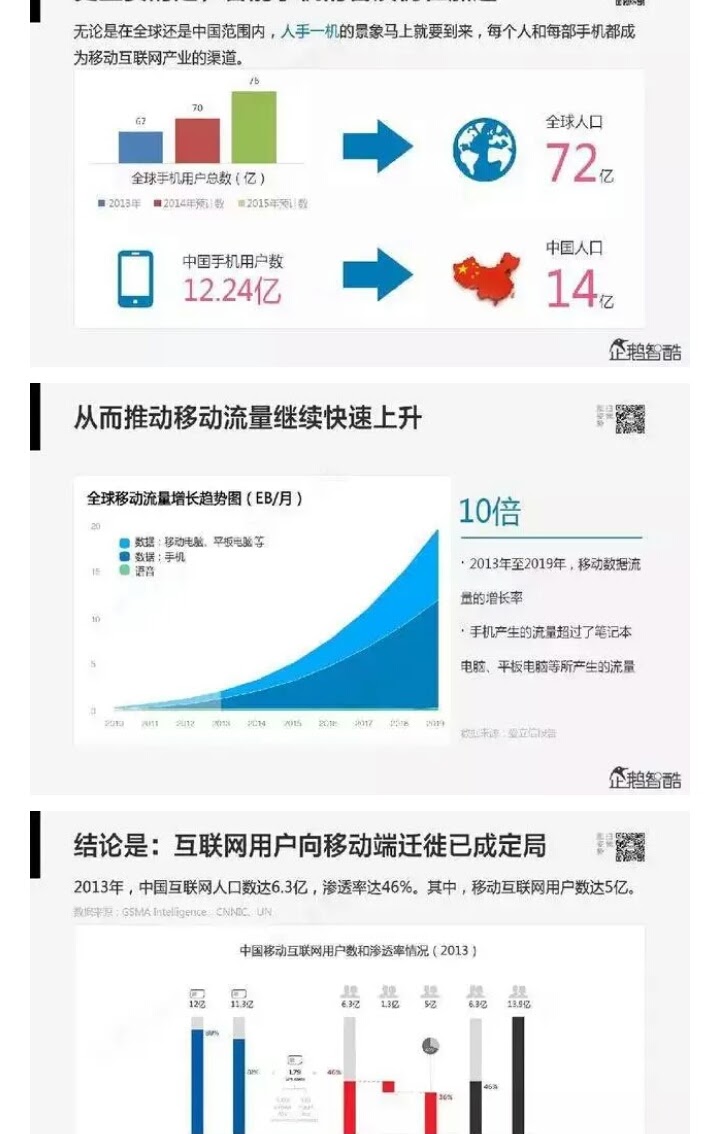 无论是在全球还是中国范围内，人手一机的景象马上就要到来，每个人和每部手机都成
为移动互联网产业的渠道。
75
70
67
全球手机用户总数（亿）
2013年 2014年预计数 2015年预计数
全球人口
72亿
中国手机用户数
12.24亿
中国人口
14亿
企鹅智酷
从而推动移动流量继续快速上升
全球移动流量增长趋势图（EB/月）
20
数据：移动电脑、平板电脑等
数据：手机
语音
15
10
5
0
2010 2011 2012 2013 2014 2015 2016 2017 2018 2019
10倍
· 2013年至2019年，移动数据流
量的增长率
· 手机产生的流量超过了笔记本
电脑、平板电脑等所产生的流量
数据来源：爱立信报告
企鹅智酷
结论是：互联网用户向移动端迁徙已成定局
2013年，中国互联网人口数达6.3亿，渗透率达46%。其中，移动互联网用户数达5亿。
数据来源：GSMA Intelligence、CNNIC、UN
中国移动互联网用户数和渗透率情况（2013）
12亿 11.3亿 6.3亿 1.3亿 5亿 6.3亿 13.9亿
1.79
46%
36%
46%